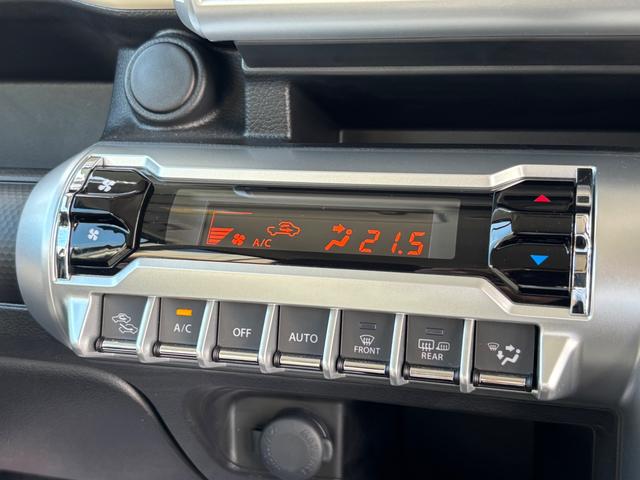 A/C 21.5
A/C OFF AUTO FRONT REAR